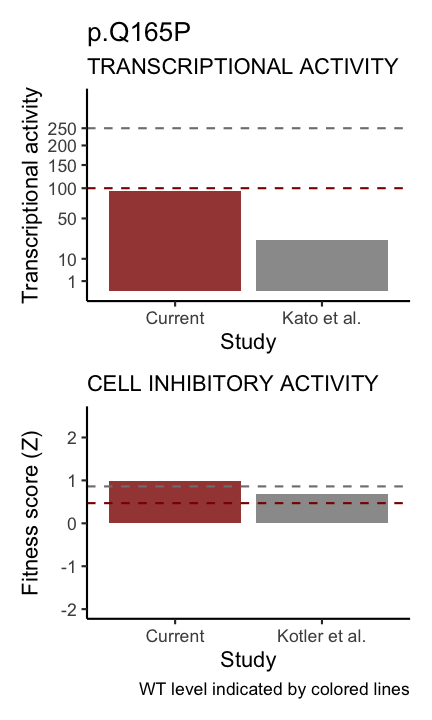 p.Q165P
TRANSCRIPTIONAL ACTIVITY
Transcriptional activity
250
200
150
100
50
10
1
Current
Kato et al.
Study
CELL INHIBITORY ACTIVITY
Fitness score (Z)
2
1
0
-1
-2
Current
Kotler et al.
Study
WT level indicated by colored lines